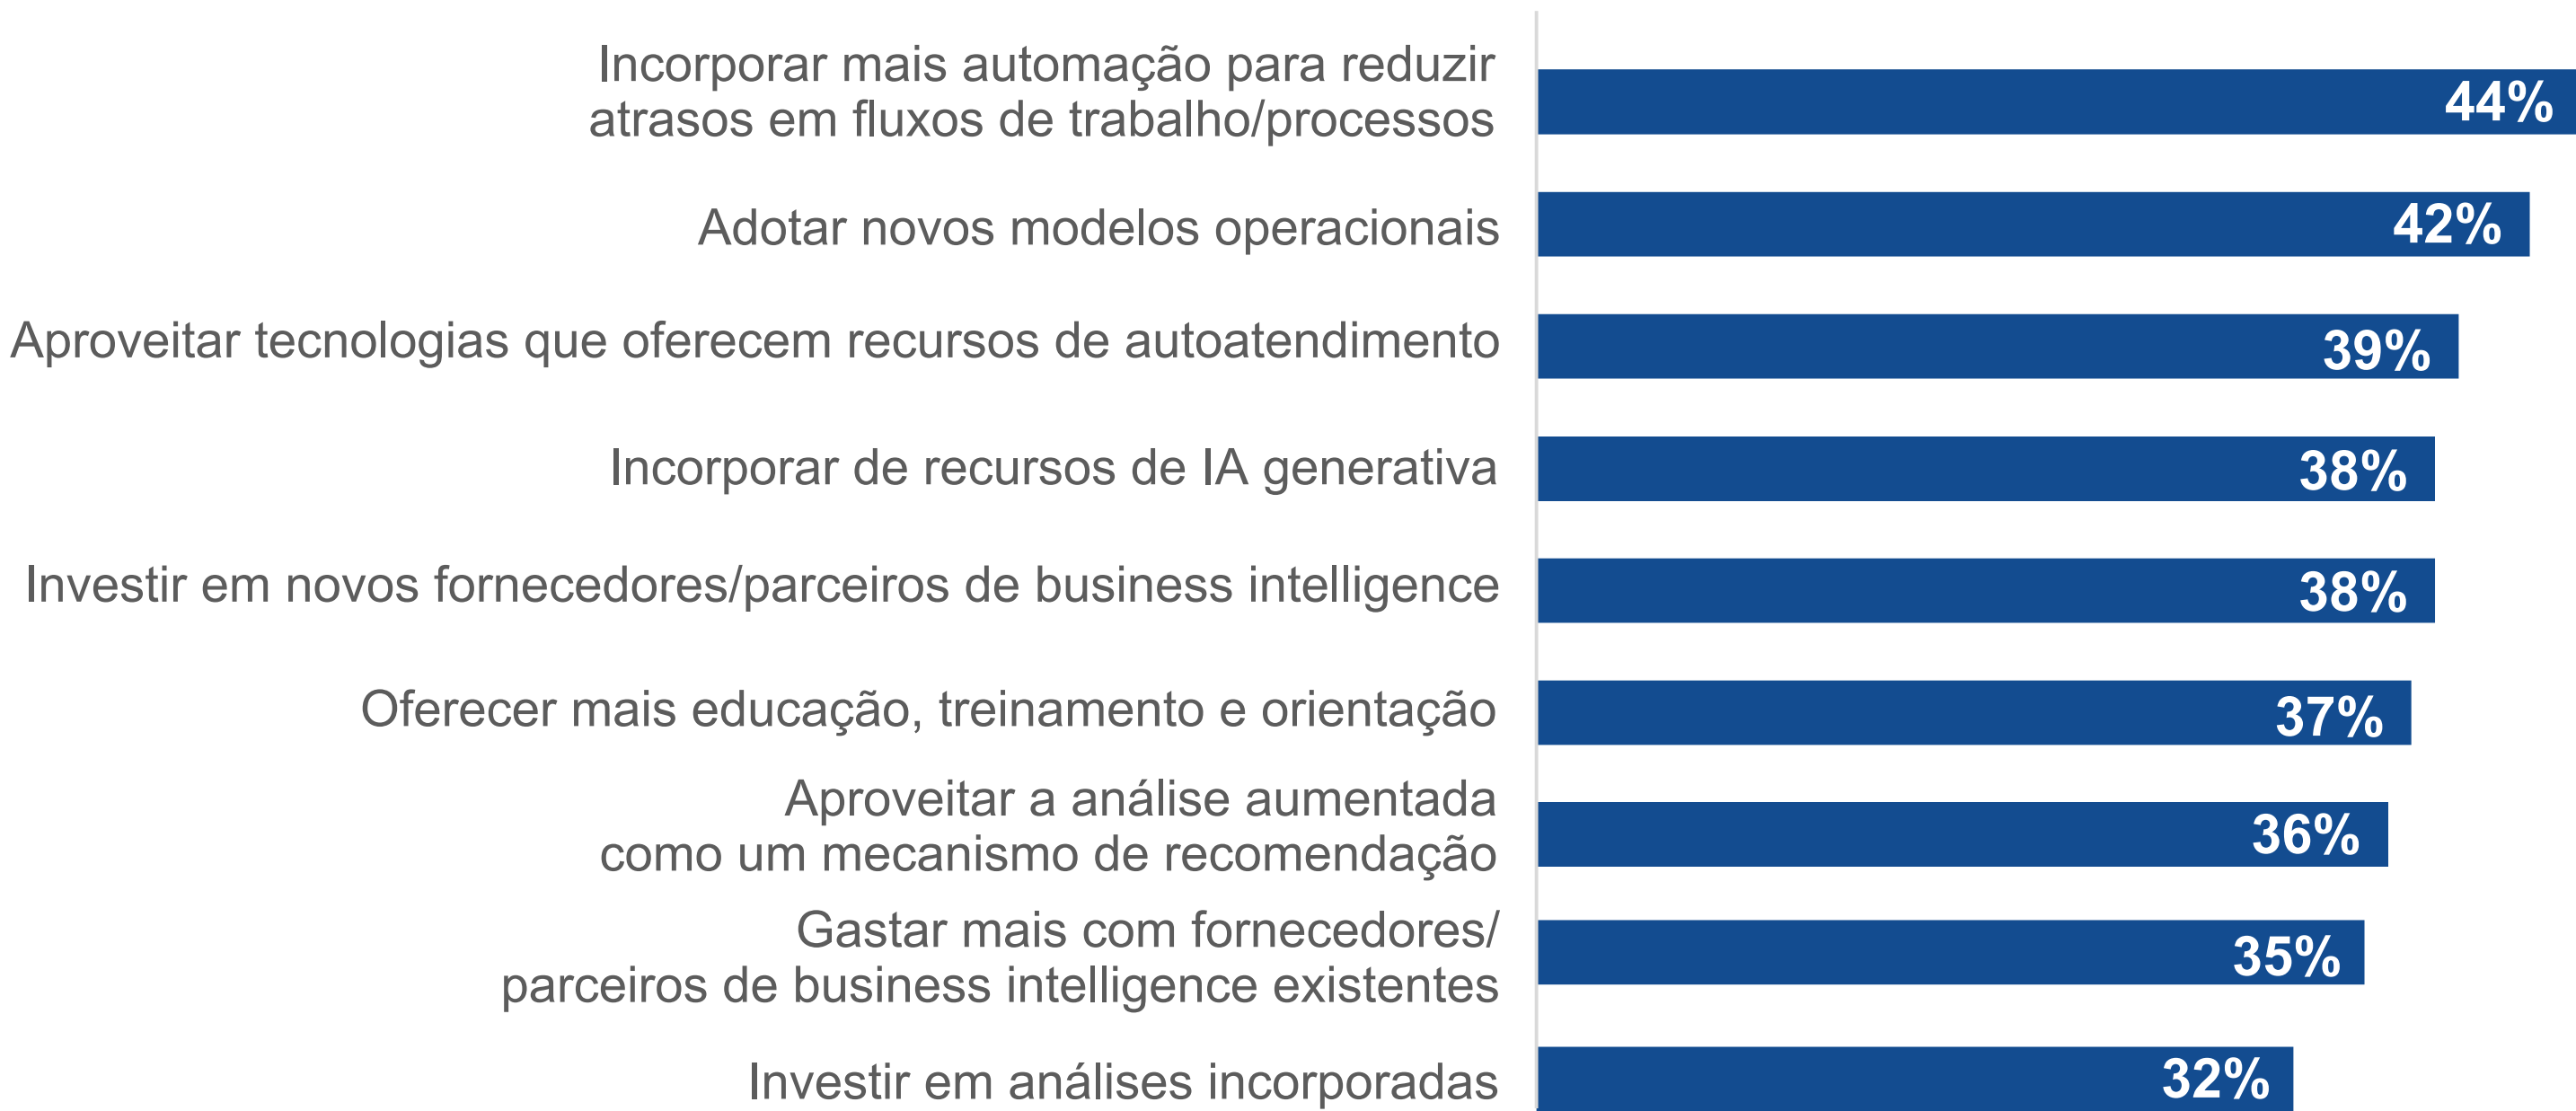 Incorporar mais automação para reduzir
atrasos em fluxos de trabalho/processos
44%
Adotar novos modelos operacionais
42%
Aproveitar tecnologias que oferecem recursos de autoatendimento
39%
Incorporar de recursos de IA generativa
38%
Investir em novos fornecedores/parceiros de business intelligence
38%
Oferecer mais educação, treinamento e orientação
37%
Aproveitar a análise aumentada
como um mecanismo de recomendação
36%
Gastar mais com fornecedores/
parceiros de business intelligence existentes
35%
Investir em análises incorporadas
32%